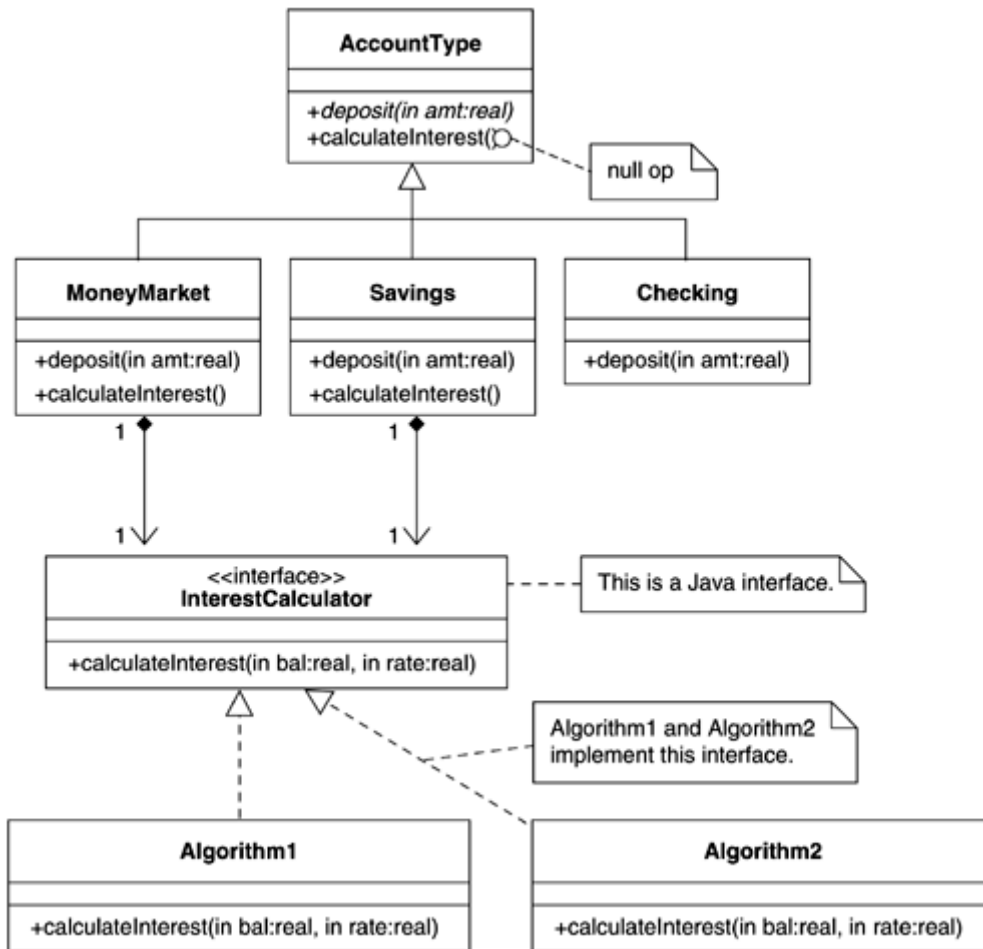 AccountType
+deposit(in amt:real)
+calculateInterest()
null op
MoneyMarket
+deposit(in amt:real)
+calculateInterest()
Savings
+deposit(in amt:real)
+calculateInterest()
Checking
+deposit(in amt:real)
1
1
1
1
<<interface>>
InterestCalculator
+calculateInterest(in bal:real, in rate:real)
This is a Java interface.
Algorithm1 and Algorithm2
implement this interface.
Algorithm1
+calculateInterest(in bal:real, in rate:real)
Algorithm2
+calculateInterest(in bal:real, in rate:real)